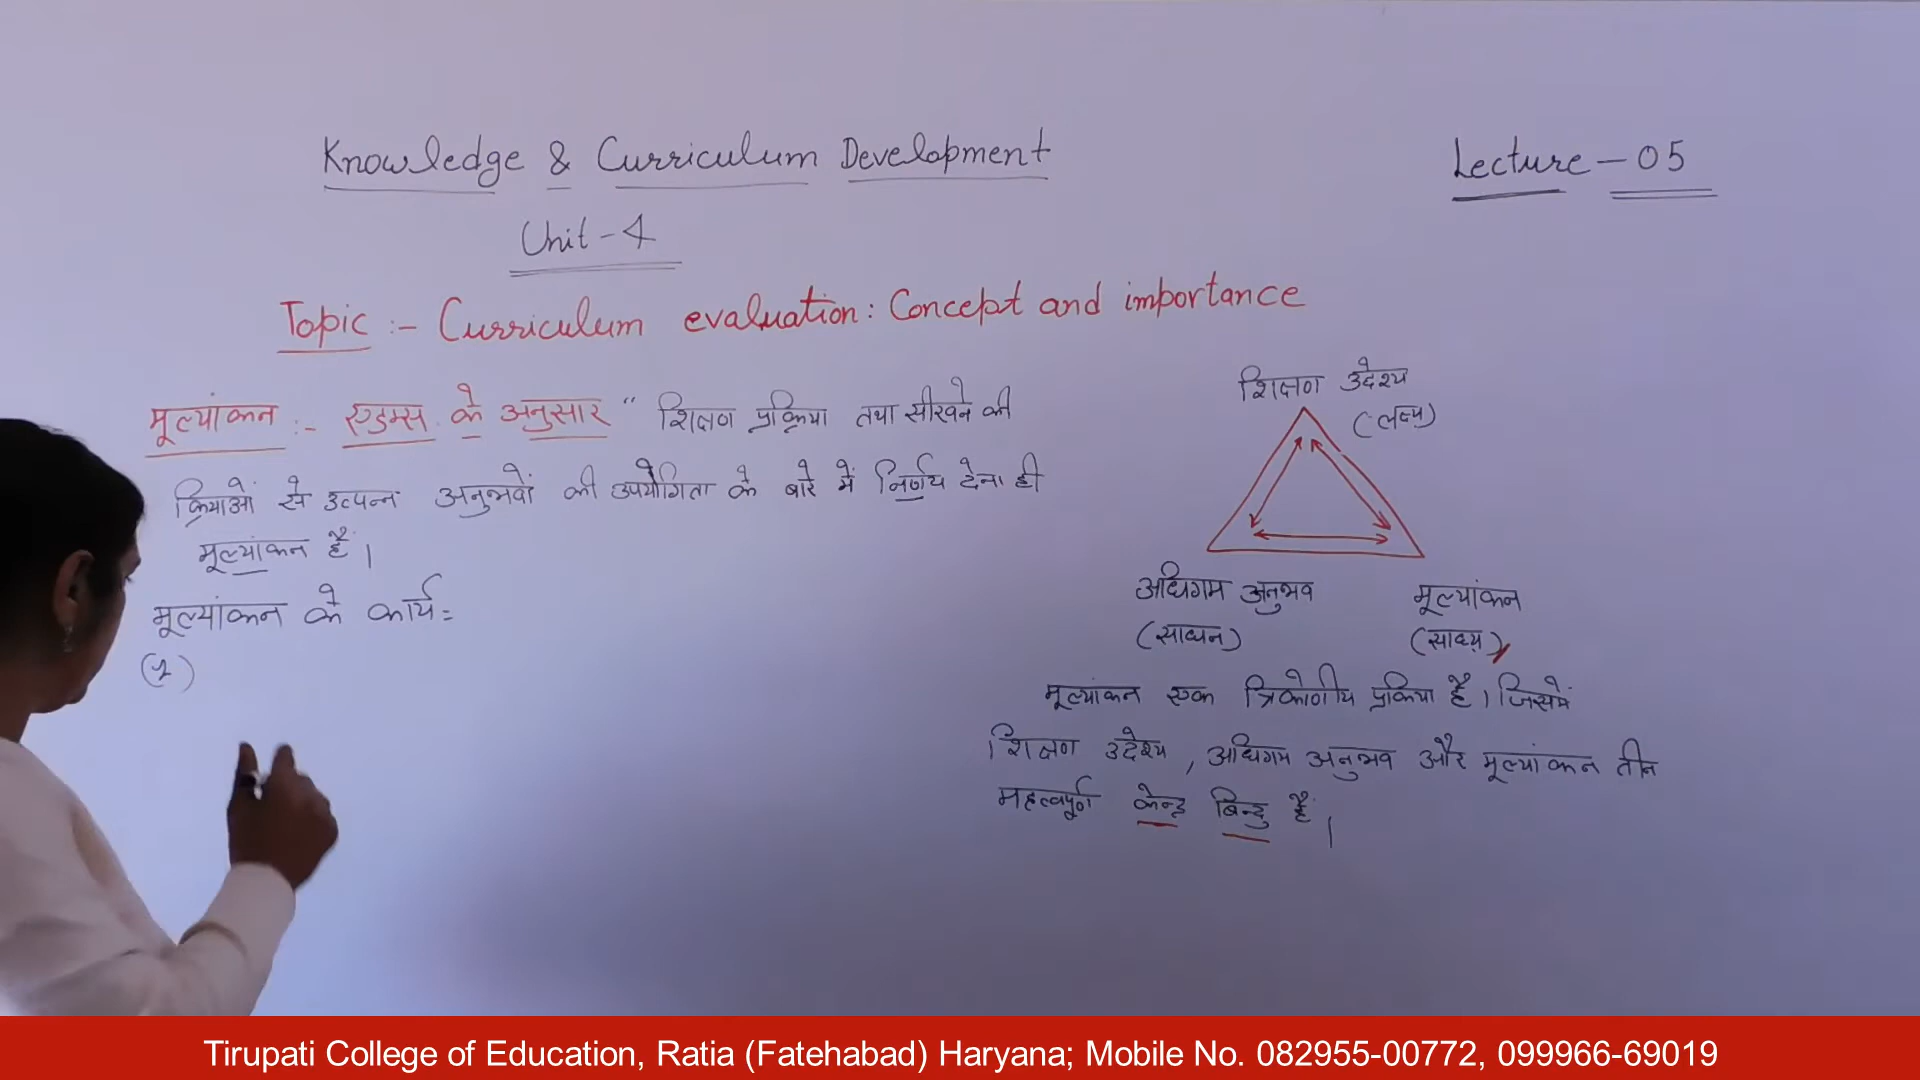 Knowledge & Curriculum Development
Lecture - 05
Unit - 4
Topic :- Curriculum evaluation: Concept and importance
मूल्यांकन :- एडम्स के अनुसार " शिक्षण प्रक्रिया तथा सीखने की
क्रियाओं से उत्पन्न अनुभवों की उपयोगिता के बारे में निर्णय देना ही
मूल्यांकन है।
मूल्यांकन के कार्य:-
(1)
शिक्षण उद्देश्य
(लक्ष्य)
अधिगम अनुभव
(साधन)
मूल्यांकन
(साक्ष्य)
मूल्यांकन एक त्रिकोणीय प्रक्रिया है। जिसमें
शिक्षण उद्देश्य, अधिगम अनुभव और मूल्यांकन तीन
महत्वपूर्ण केन्द्र बिन्दु हैं।
Tirupati College of Education, Ratia (Fatehabad) Haryana; Mobile No. 082955-00772, 099966-69019